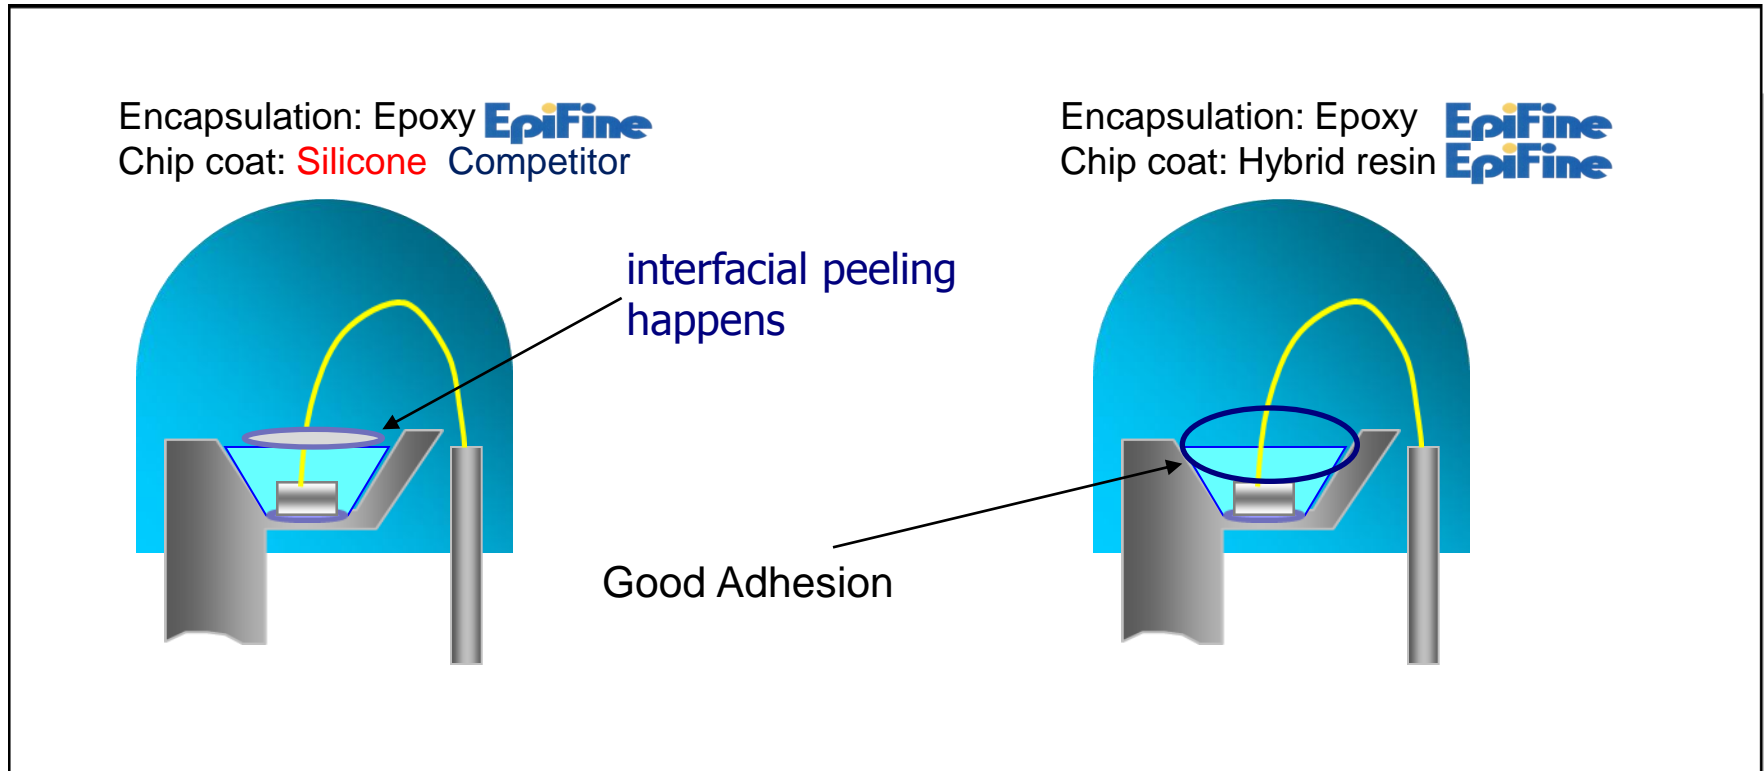 Encapsulation: Epoxy EpiFine
Chip coat: Silicone Competitor
interfacial peeling
happens
Good Adhesion
Encapsulation: Epoxy EpiFine
Chip coat: Hybrid resin EpiFine